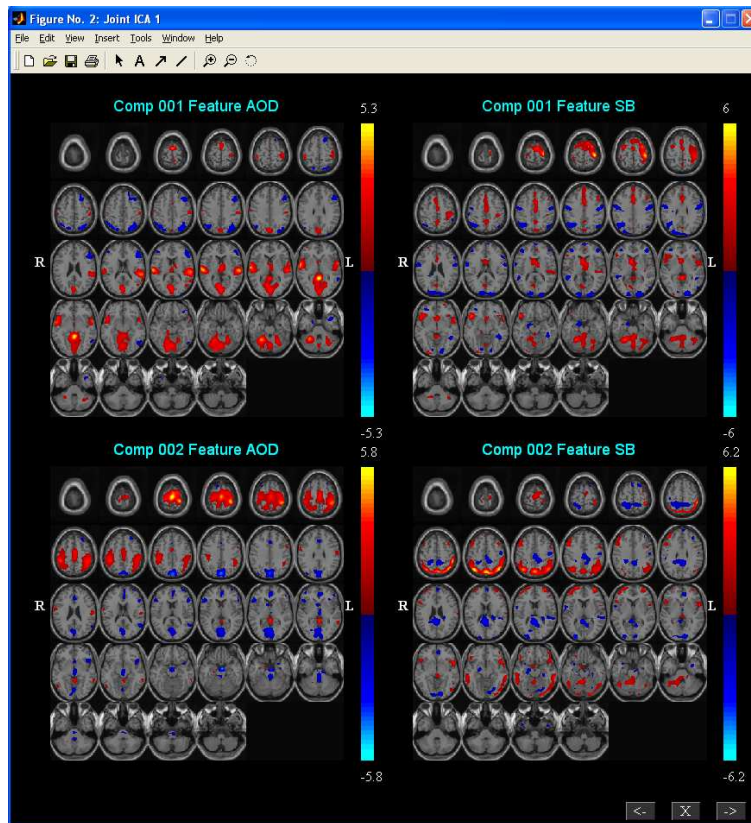 Figure No. 2: Joint ICA 1
File Edit View Insert Tools Window Help
Comp 001 Feature AOD
5.3
Comp 001 Feature SB
6
R
L
R
L
-5.3
-6
Comp 002 Feature AOD
5.8
Comp 002 Feature SB
6.2
R
L
R
L
-5.8
-6.2
<- X ->